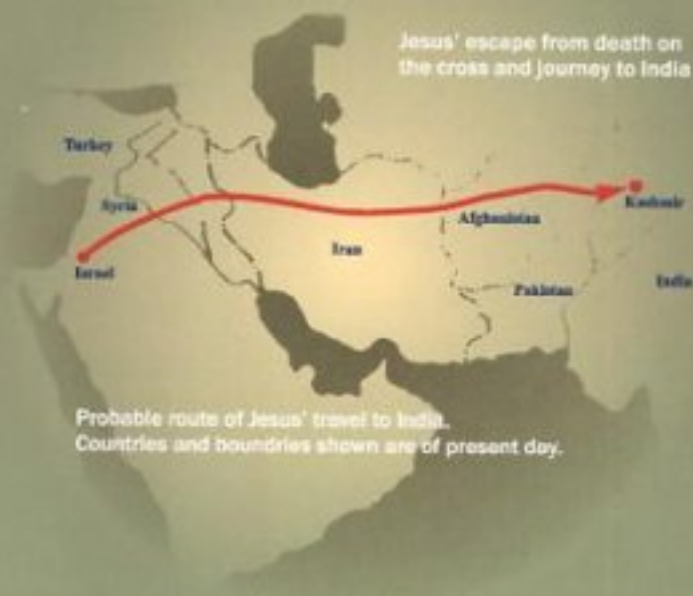 Jesus' escape from death on
the cross and journey to India
Turkey
Syria
Kashmir
Afghanistan
Iran
Israel
India
Pakistan
Probable route of Jesus' travel to India.
Countries and boundries shown are of present day.